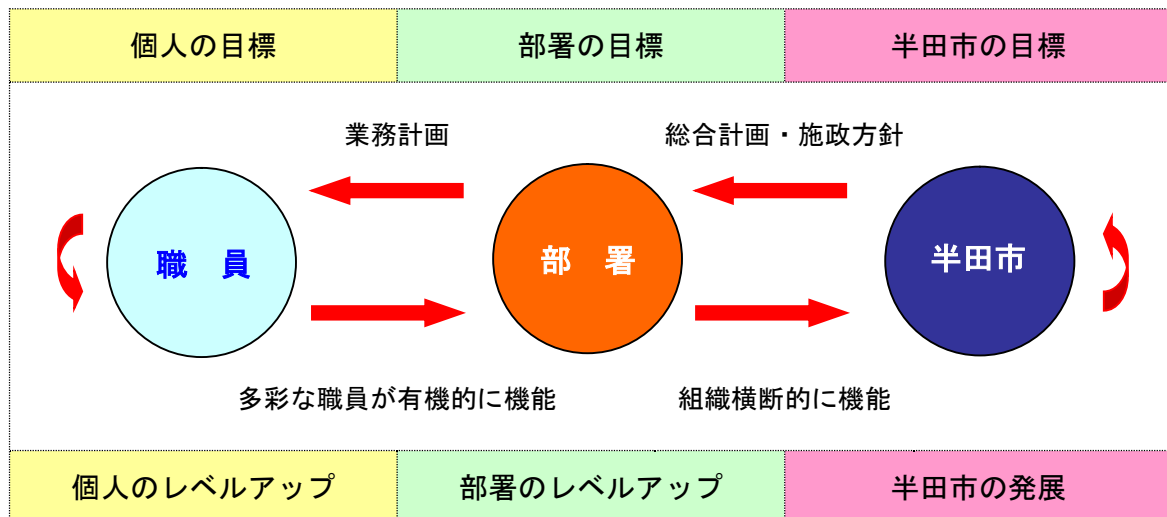 個人の目標
部署の目標
半田市の目標
業務計画
総合計画・施政方針
職　員
部　署
半田市
多彩な職員が有機的に機能
組織横断的に機能
個人のレベルアップ
部署のレベルアップ
半田市の発展